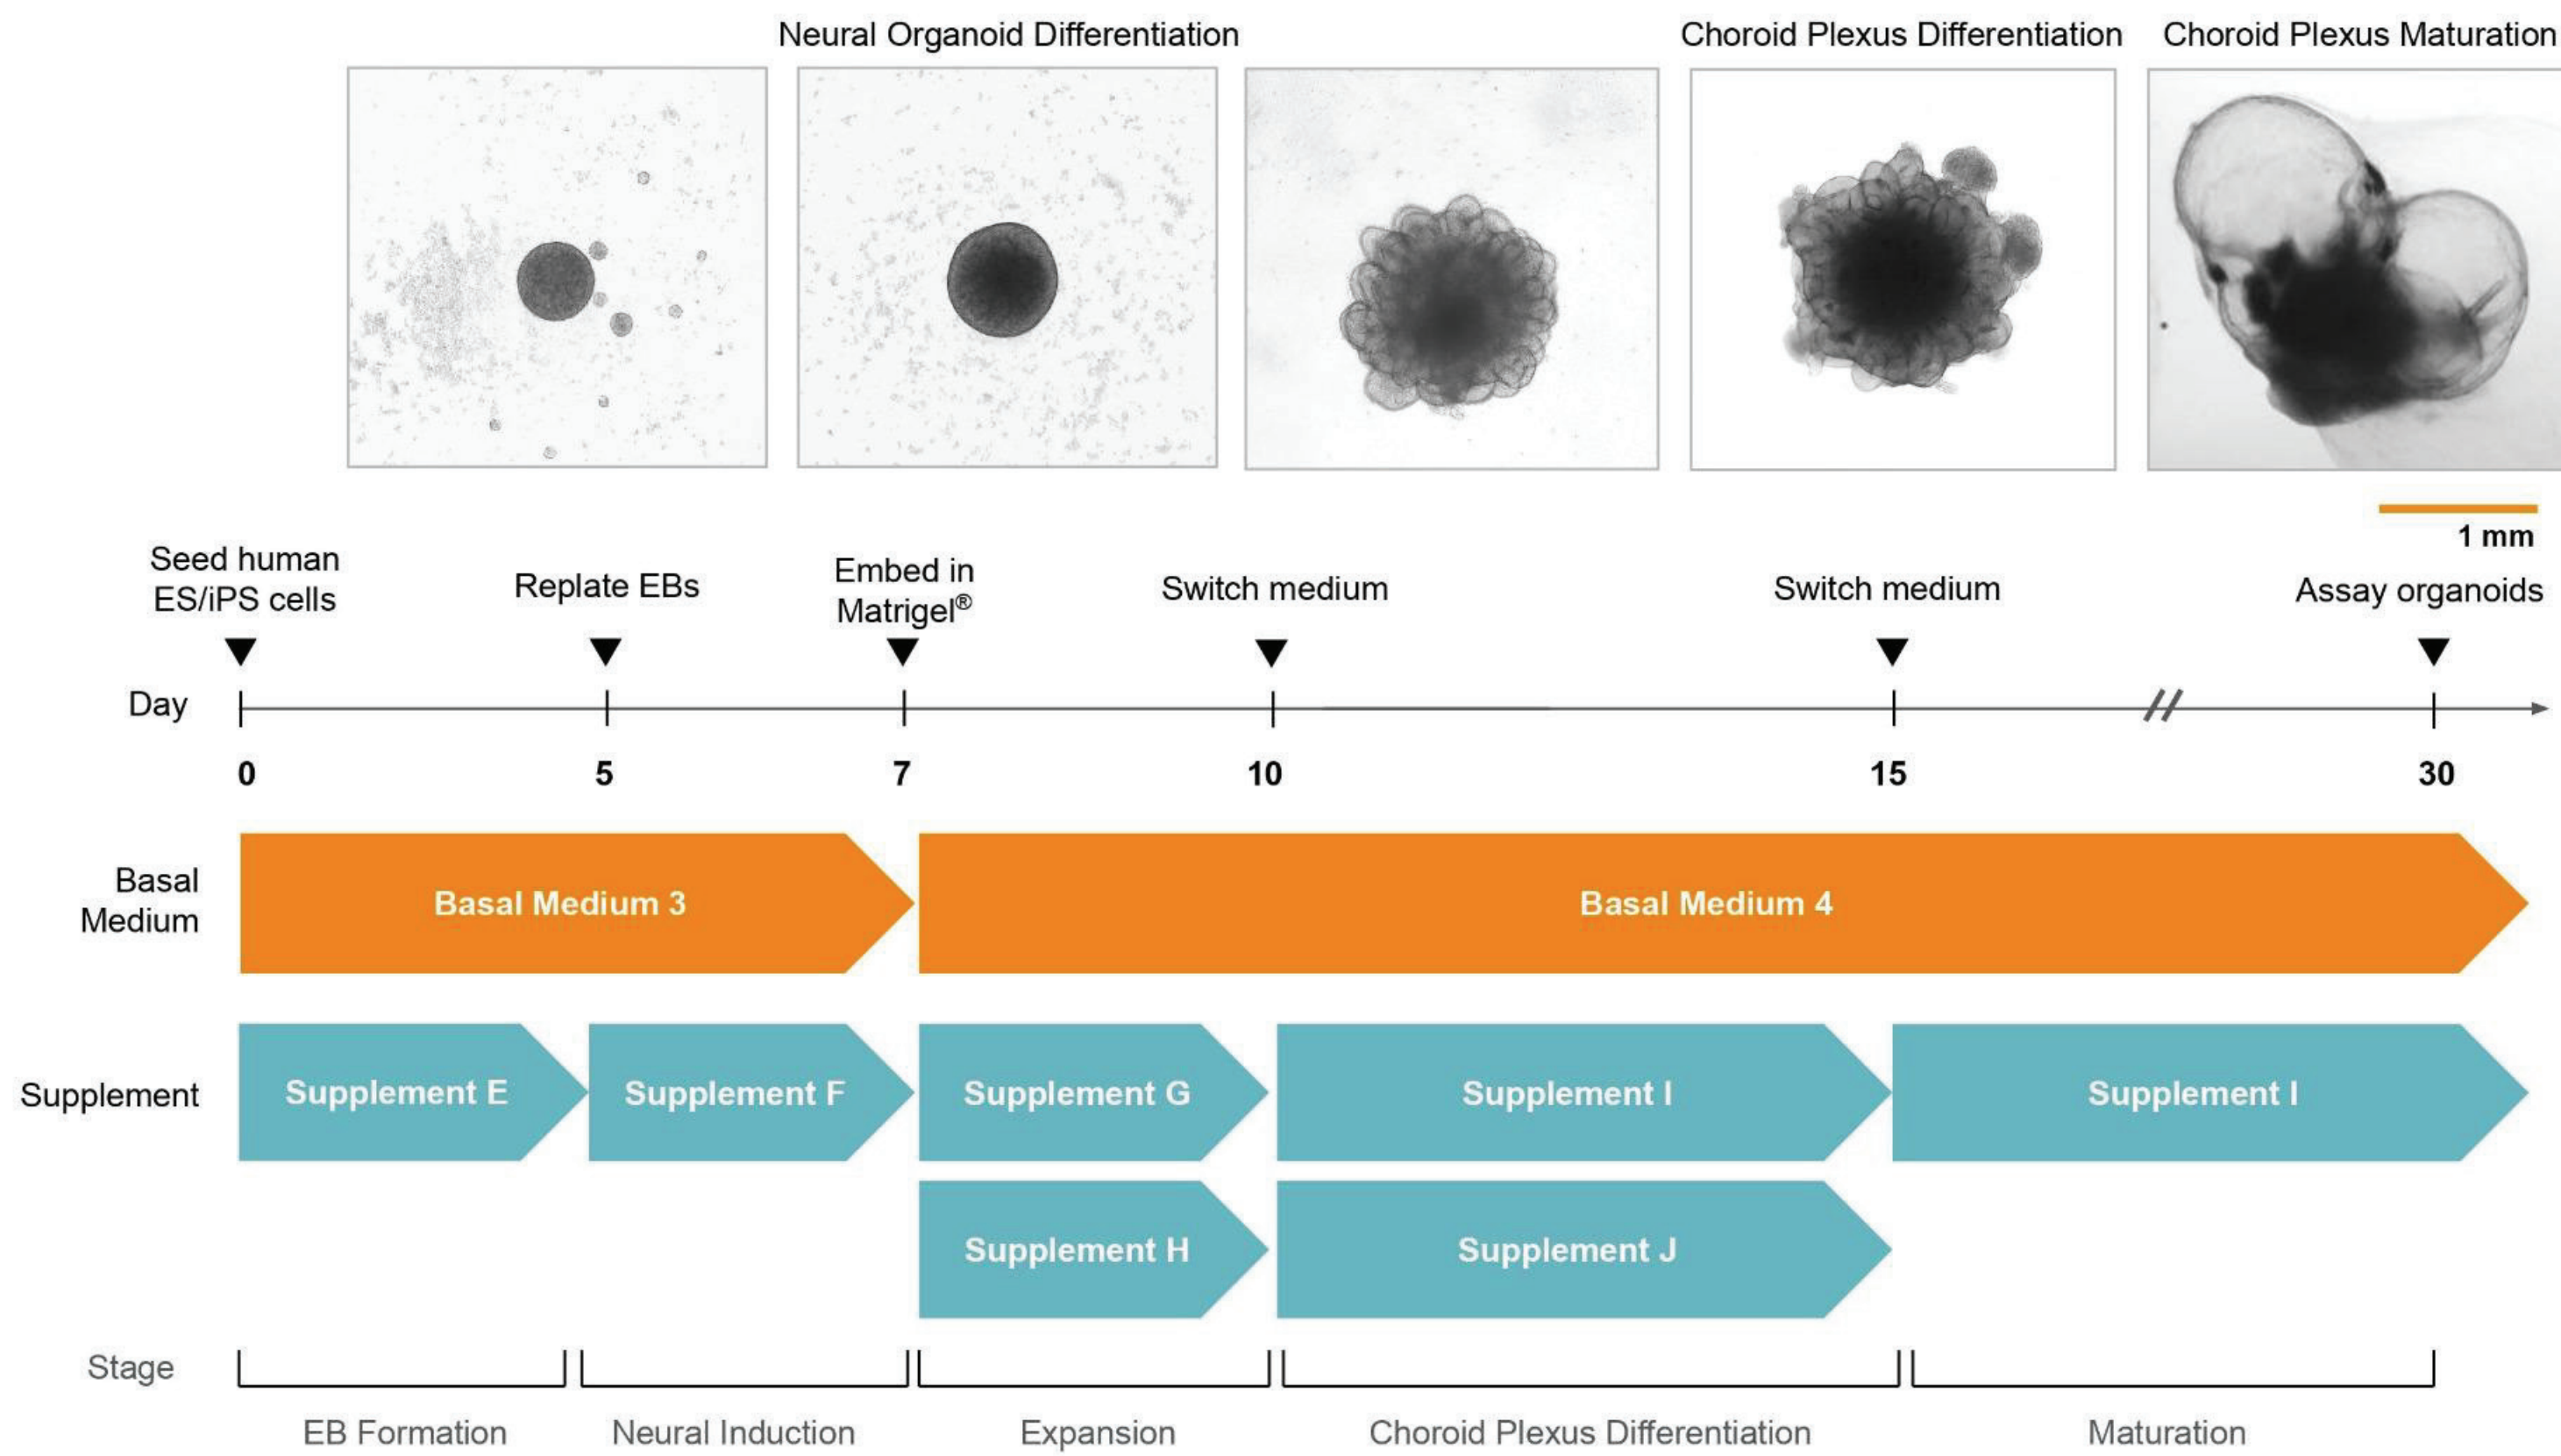 Neural Organoid Differentiation
Choroid Plexus Differentiation
Choroid Plexus Maturation
1 mm
Seed human
ES/iPS cells
Replate EBs
Embed in
Matrigel®
Switch medium
Switch medium
Assay organoids
Day
0
5
7
10
15
30
Basal
Medium
Basal Medium 3
Basal Medium 4
Supplement
Supplement E
Supplement F
Supplement G
Supplement I
Supplement I
Supplement H
Supplement J
Stage
EB Formation
Neural Induction
Expansion
Choroid Plexus Differentiation
Maturation